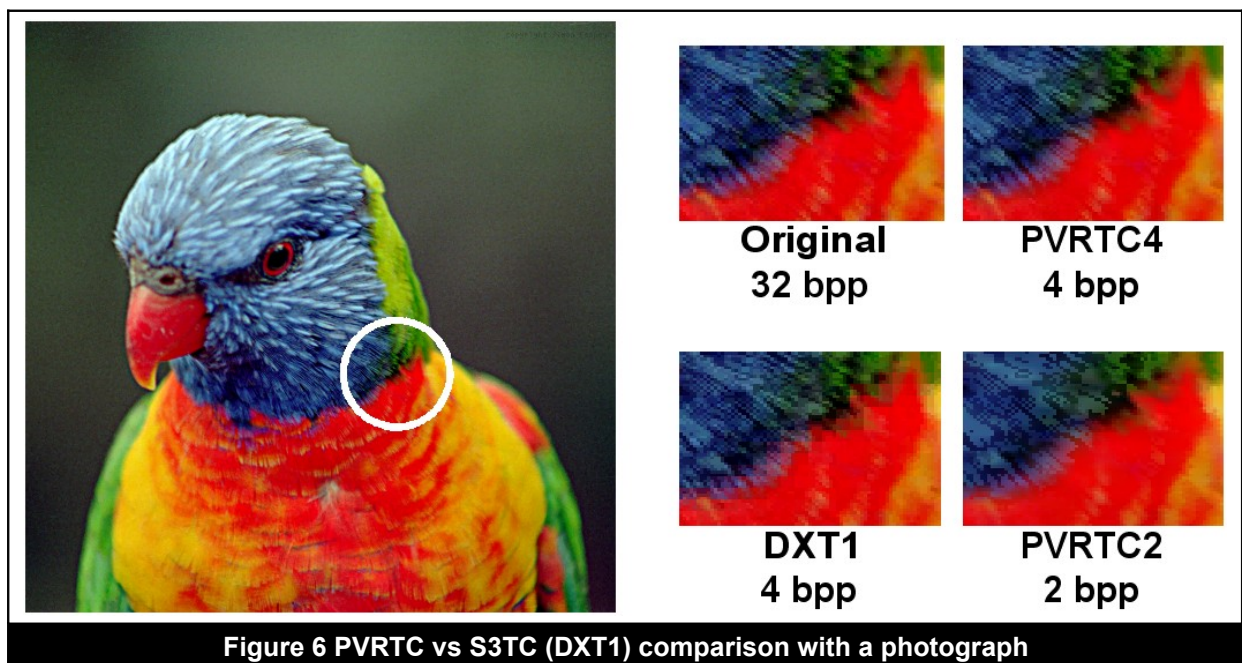 Original
32 bpp
PVRTC4
4 bpp
DXT1
4 bpp
PVRTC2
2 bpp
Figure 6 PVRTC vs S3TC (DXT1) comparison with a photograph